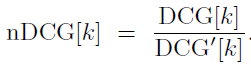 nDCG[k] = DCG[k] / DCG′[k].